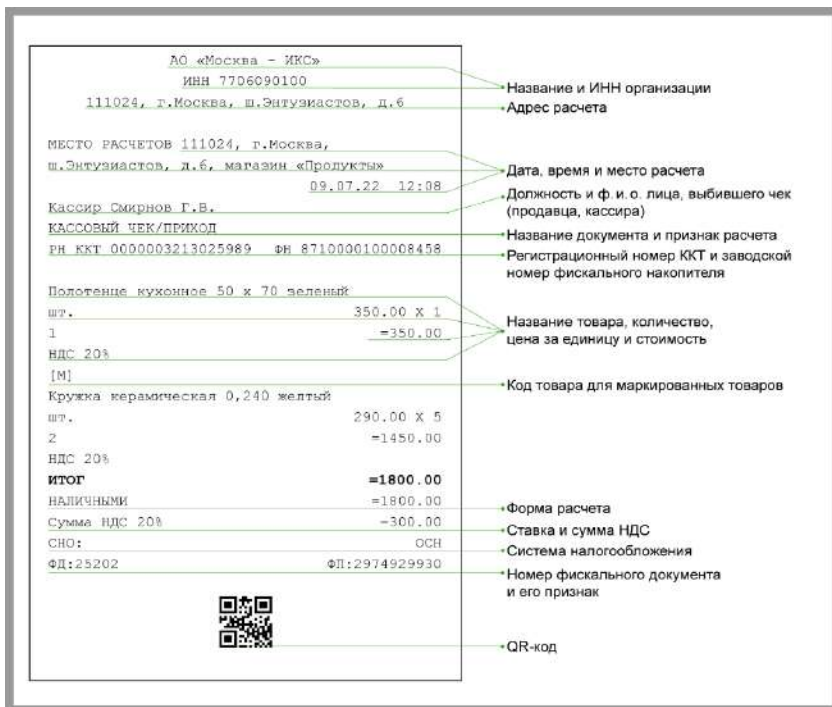 АО «Москва - ИКС»
ИНН 7706090100
111024, г.Москва, ш.Энтузиастов, д.6
МЕСТО РАСЧЕТОВ 111024, г.Москва,
ш.Энтузиастов, д.6, магазин «Продукты»
09.07.22 12:08
Кассир Смирнов Г.В.
КАССОВЫЙ ЧЕК/ПРИХОД
РН ККТ 0000003213025989 ФН 8710000100008458
Полотенце кухонное 50 х 70 зеленый
шт. 350.00 X 1
1 =350.00
НДС 20%
[M]
Кружка керамическая 0,240 желтый
шт. 290.00 X 5
2 =1450.00
НДС 20%
ИТОГ =1800.00
НАЛИЧНЫМИ =1800.00
Сумма НДС 20% =300.00
СНО: ОСН
ФД:25202 ФП:2974929930
Название и ИНН организации
Адрес расчета
Дата, время и место расчета
Должность и ф. и. о. лица, выбившего чек
(продавца, кассира)
Название документа и признак расчета
Регистрационный номер ККТ и заводской
номер фискального накопителя
Название товара, количество,
цена за единицу и стоимость
Код товара для маркированных товаров
Форма расчета
Ставка и сумма НДС
Система налогообложения
Номер фискального документа
и его признак
QR-код